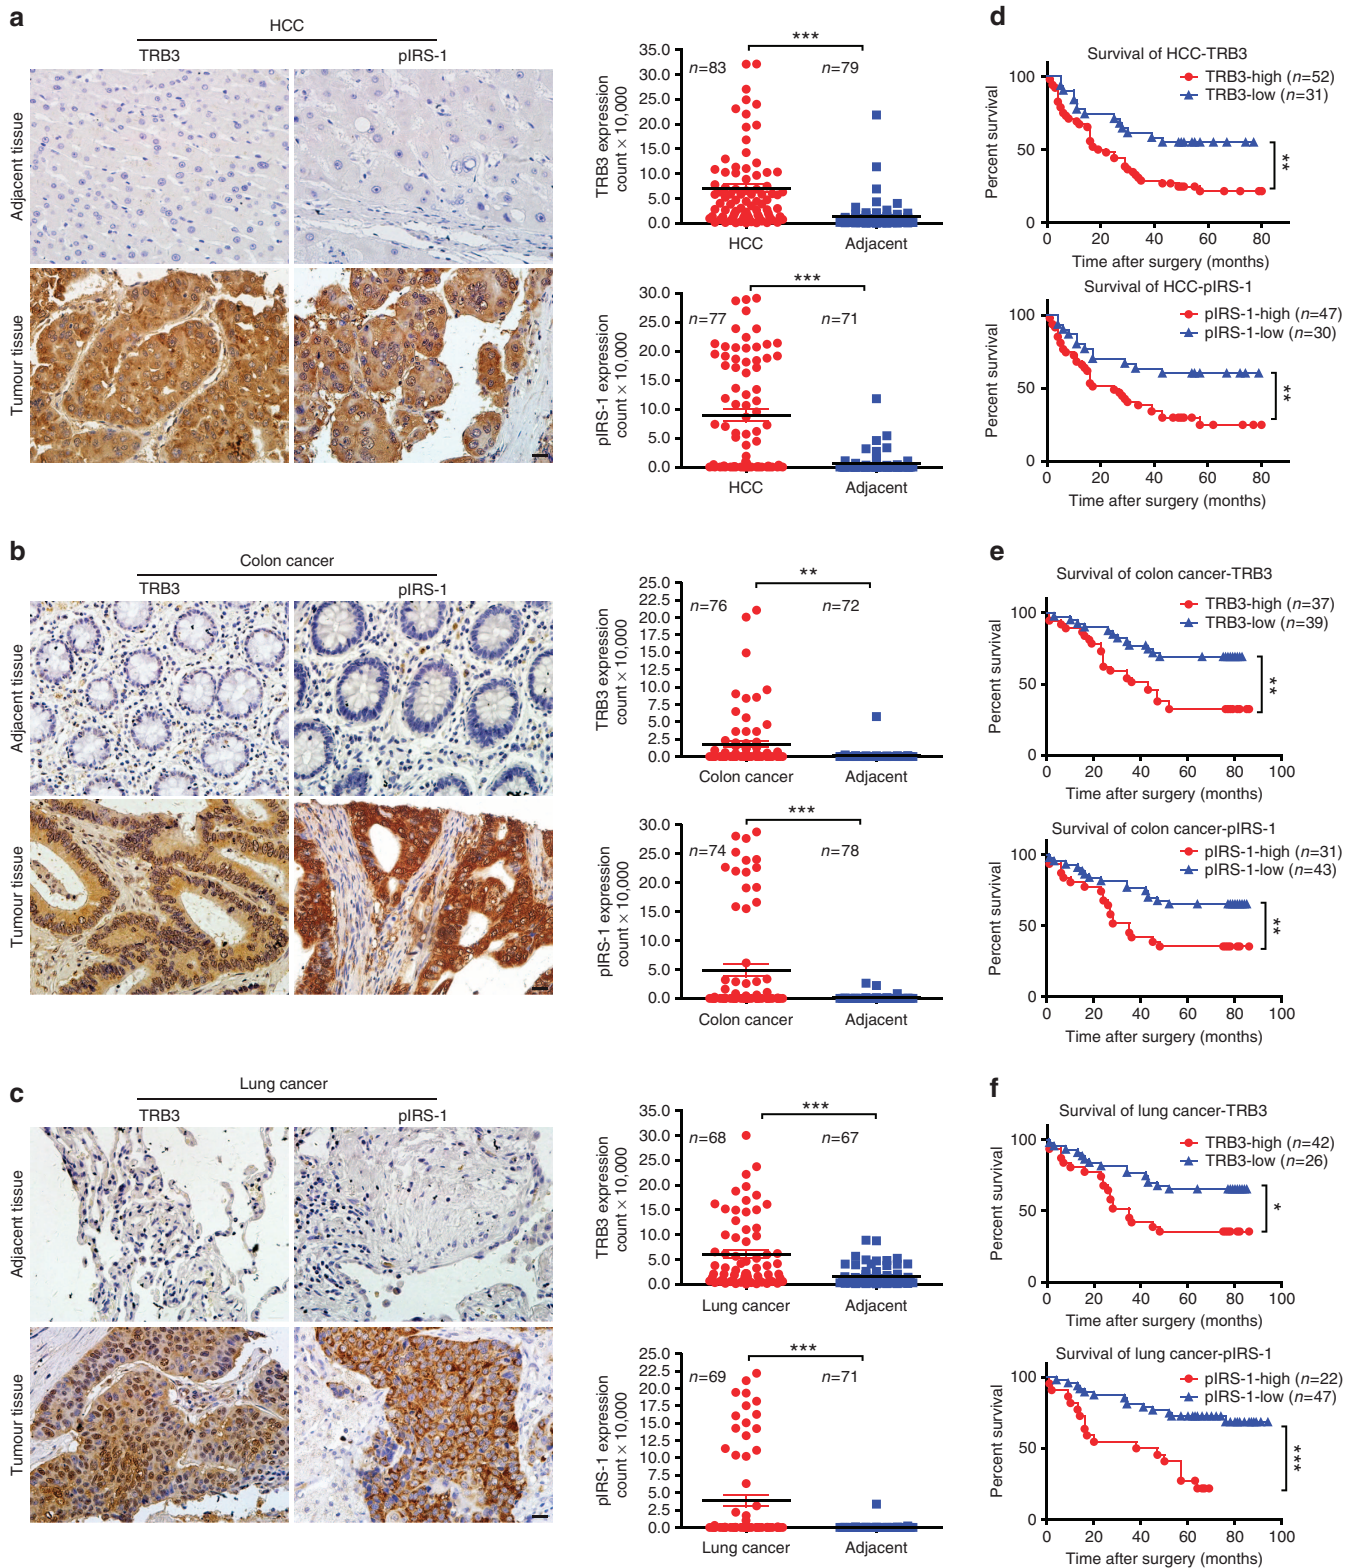 a
HCC
TRB3
pIRS-1
Adjacent tissue
Tumour tissue
***
35.0
30.0
25.0
20.0
15.0
10.0
5.0
0.0
TRB3 expression
count × 10,000
n=83
n=79
HCC
Adjacent
***
30.0
25.0
20.0
15.0
10.0
5.0
0.0
pIRS-1 expression
count × 10,000
n=77
n=71
HCC
Adjacent
d
Survival of HCC-TRB3
TRB3-high (n=52)
TRB3-low (n=31)
100
50
0
Percent survival
**
0 20 40 60 80
Time after surgery (months)
Survival of HCC-pIRS-1
pIRS-1-high (n=47)
pIRS-1-low (n=30)
100
50
0
Percent survival
**
0 20 40 60 80
Time after surgery (months)
b
Colon cancer
TRB3
pIRS-1
Adjacent tissue
Tumour tissue
**
25.0
22.5
20.0
17.5
15.0
12.5
10.0
7.5
5.0
2.5
0.0
TRB3 expression
count × 10,000
n=76
n=72
Colon cancer
Adjacent
***
30.0
25.0
20.0
15.0
10.0
5.0
0.0
pIRS-1 expression
count × 10,000
n=74
n=78
Colon cancer
Adjacent
e
Survival of colon cancer-TRB3
TRB3-high (n=37)
TRB3-low (n=39)
100
50
0
Percent survival
**
0 20 40 60 80 100
Time after surgery (months)
Survival of colon cancer-pIRS-1
pIRS-1-high (n=31)
pIRS-1-low (n=43)
100
50
0
Percent survival
**
0 20 40 60 80 100
Time after surgery (months)
c
Lung cancer
TRB3
pIRS-1
Adjacent tissue
Tumour tissue
***
35.0
30.0
25.0
20.0
15.0
10.0
5.0
0.0
TRB3 expression
count × 10,000
n=68
n=67
Lung cancer
Adjacent
***
25.0
22.5
20.0
17.5
15.0
12.5
10.0
7.5
5.0
2.5
0.0
pIRS-1 expression
count × 10,000
n=69
n=71
Lung cancer
Adjacent
f
Survival of lung cancer-TRB3
TRB3-high (n=42)
TRB3-low (n=26)
100
50
0
Percent survival
*
0 20 40 60 80 100
Time after surgery (months)
Survival of lung cancer-pIRS-1
pIRS-1-high (n=22)
pIRS-1-low (n=47)
100
50
0
Percent survival
***
0 20 40 60 80 100
Time after surgery (months)